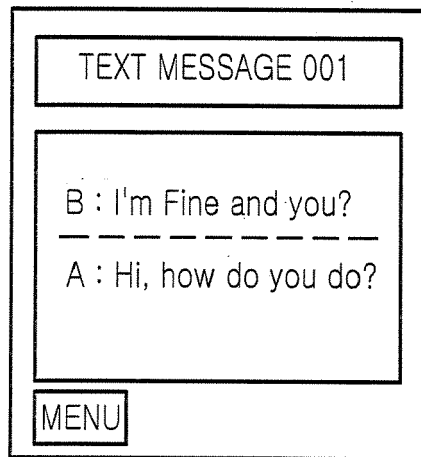 TEXT MESSAGE 001
B : I'm Fine and you?
A : Hi, how do you do?
MENU